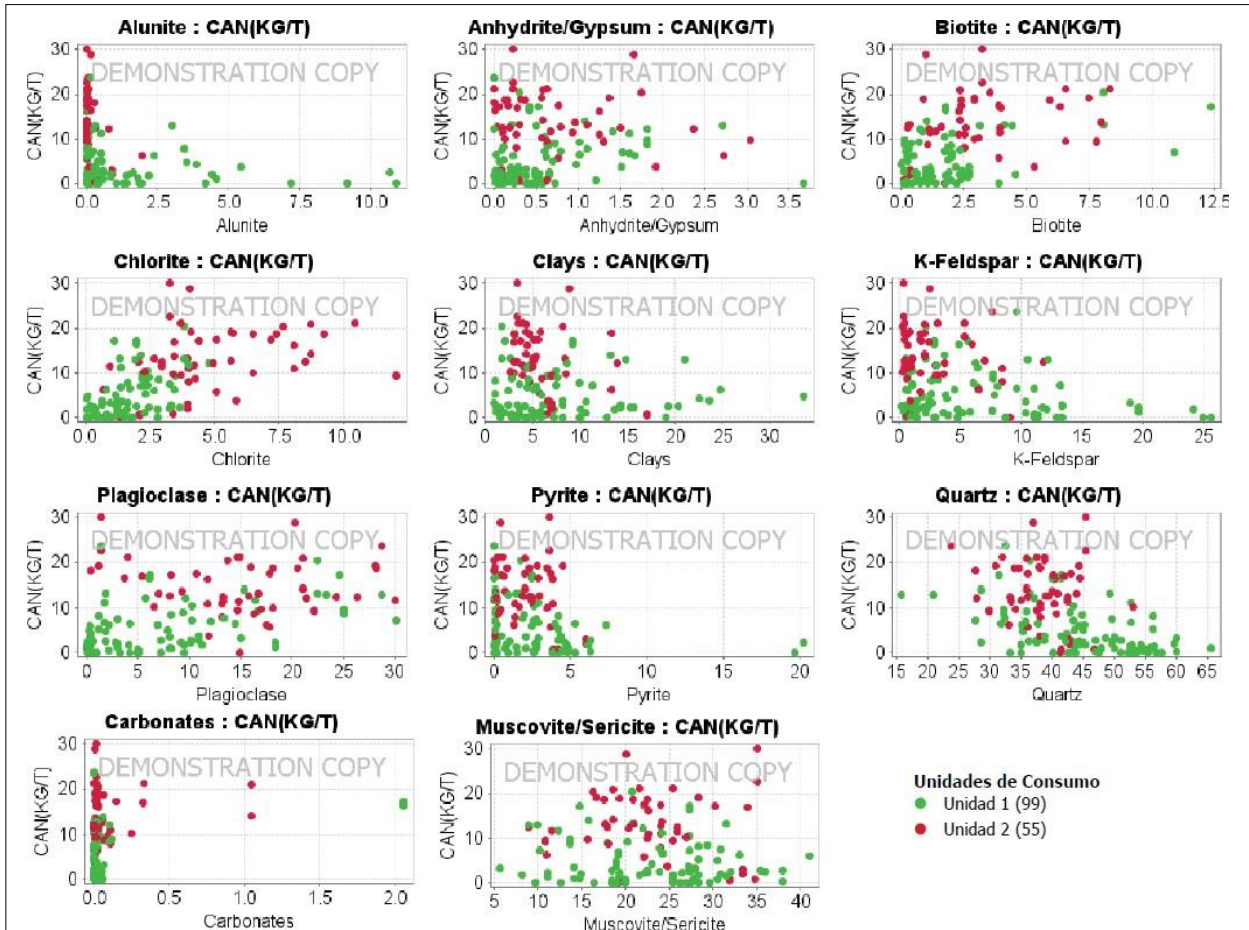 Alunite : CAN(KG/T)
CAN(KG/T)
30
20
10
0
DEMONSTRATION COPY
0.0 2.5 5.0 7.5 10.0
Alunite
Anhydrite/Gypsum : CAN(KG/T)
CAN(KG/T)
30
20
10
0
DEMONSTRATION COPY
0.0 0.5 1.0 1.5 2.0 2.5 3.0 3.5
Anhydrite/Gypsum
Biotite : CAN(KG/T)
CAN(KG/T)
30
20
10
0
DEMONSTRATION COPY
0.0 2.5 5.0 7.5 10.0 12.5
Biotite
Chlorite : CAN(KG/T)
CAN(KG/T)
30
20
10
0
DEMONSTRATION COPY
0.0 2.5 5.0 7.5 10.0
Chlorite
Clays : CAN(KG/T)
CAN(KG/T)
30
20
10
0
DEMONSTRATION COPY
0 5 10 15 20 25 30
Clays
K-Feldspar : CAN(KG/T)
CAN(KG/T)
30
20
10
0
DEMONSTRATION COPY
0 5 10 15 20 25
K-Feldspar
Plagioclase : CAN(KG/T)
CAN(KG/T)
30
20
10
0
DEMONSTRATION COPY
0 5 10 15 20 25 30
Plagioclase
Pyrite : CAN(KG/T)
CAN(KG/T)
30
20
10
0
DEMONSTRATION COPY
0 5 10 15 20
Pyrite
Quartz : CAN(KG/T)
CAN(KG/T)
30
20
10
0
DEMONSTRATION COPY
15 20 25 30 35 40 45 50 55 60 65
Quartz
Carbonates : CAN(KG/T)
CAN(KG/T)
30
20
10
0
DEMONSTRATION COPY
0.0 0.5 1.0 1.5 2.0
Carbonates
Muscovite/Sericite : CAN(KG/T)
CAN(KG/T)
30
20
10
0
DEMONSTRATION COPY
5 10 15 20 25 30 35 40
Muscovite/Sericite
Unidades de Consumo
Unidad 1 (99)
Unidad 2 (55)